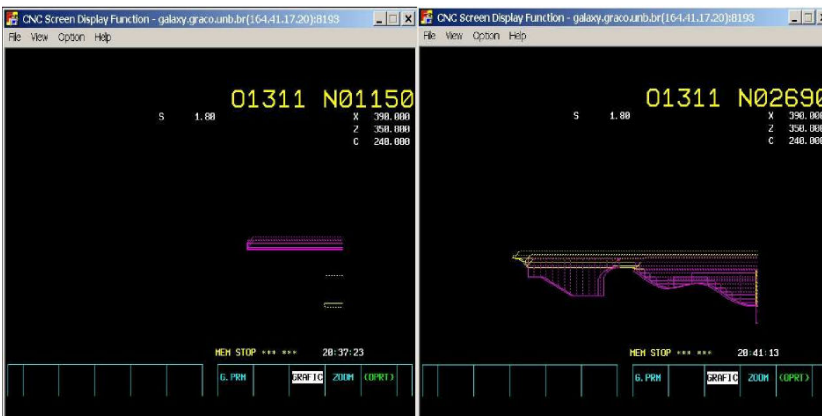 CNC Screen Display Function - galaxy.graco.unb.br(164.41.17.20):8193
File View Option Help
O1311 N01150
S 1.80 X 390.000
Z 350.000
C 240.000
MEM STOP *** *** 20:37:23
G.PRM GRAFIC ZOOM (OPRT)
CNC Screen Display Function - galaxy.graco.unb.br(164.41.17.20):8193
File View Option Help
O1311 N02690
S 1.80 X 390.000
Z 350.000
C 240.000
MEM STOP *** *** 20:41:13
G.PRM GRAFIC ZOOM (OPRT)